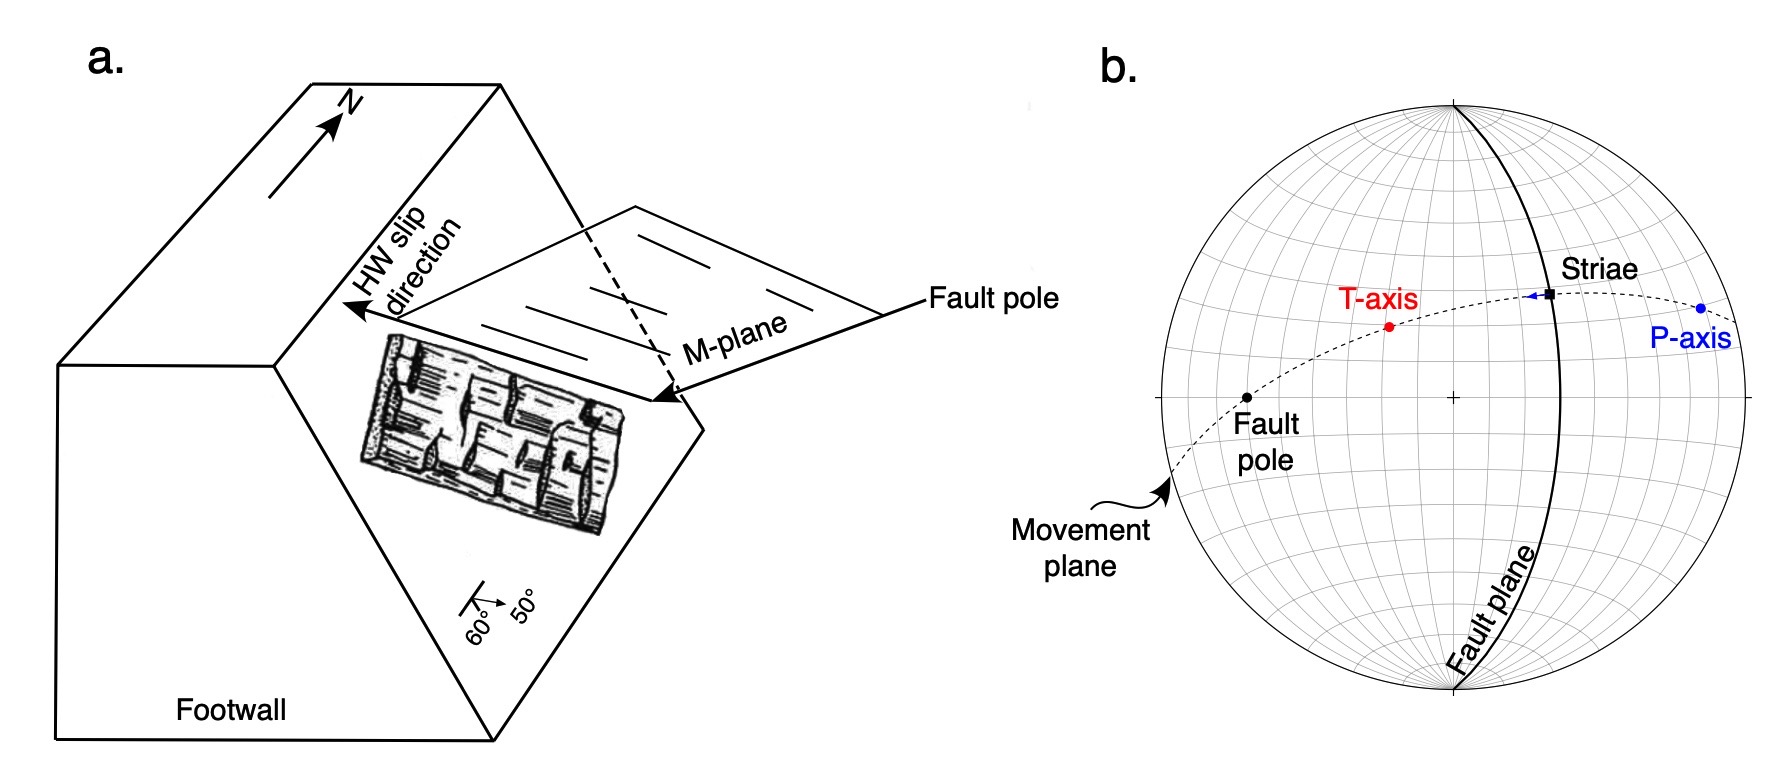 a.
N
HW slip
direction
Fault pole
M-plane
60°
50°
Footwall
b.
Striae
T-axis
P-axis
Fault
pole
Movement
plane
Fault plane